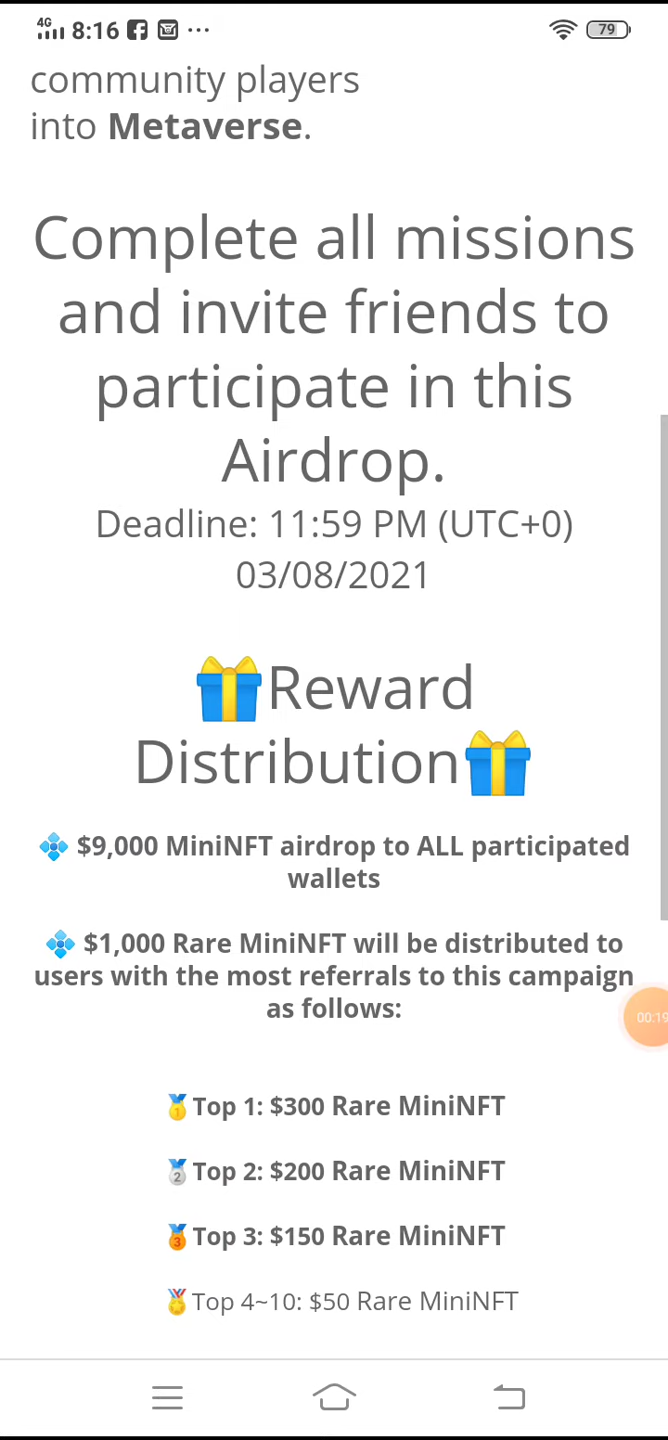 4G 8:16 79
community players
into Metaverse.
Complete all missions
and invite friends to
participate in this
Airdrop.
Deadline: 11:59 PM (UTC+0)
03/08/2021
🎁Reward
Distribution🎁
💠 $9,000 MiniNFT airdrop to ALL participated
wallets
💠 $1,000 Rare MiniNFT will be distributed to
users with the most referrals to this campaign
as follows:
00:19
🥇Top 1: $300 Rare MiniNFT
🥈Top 2: $200 Rare MiniNFT
🥉Top 3: $150 Rare MiniNFT
🏅Top 4~10: $50 Rare MiniNFT